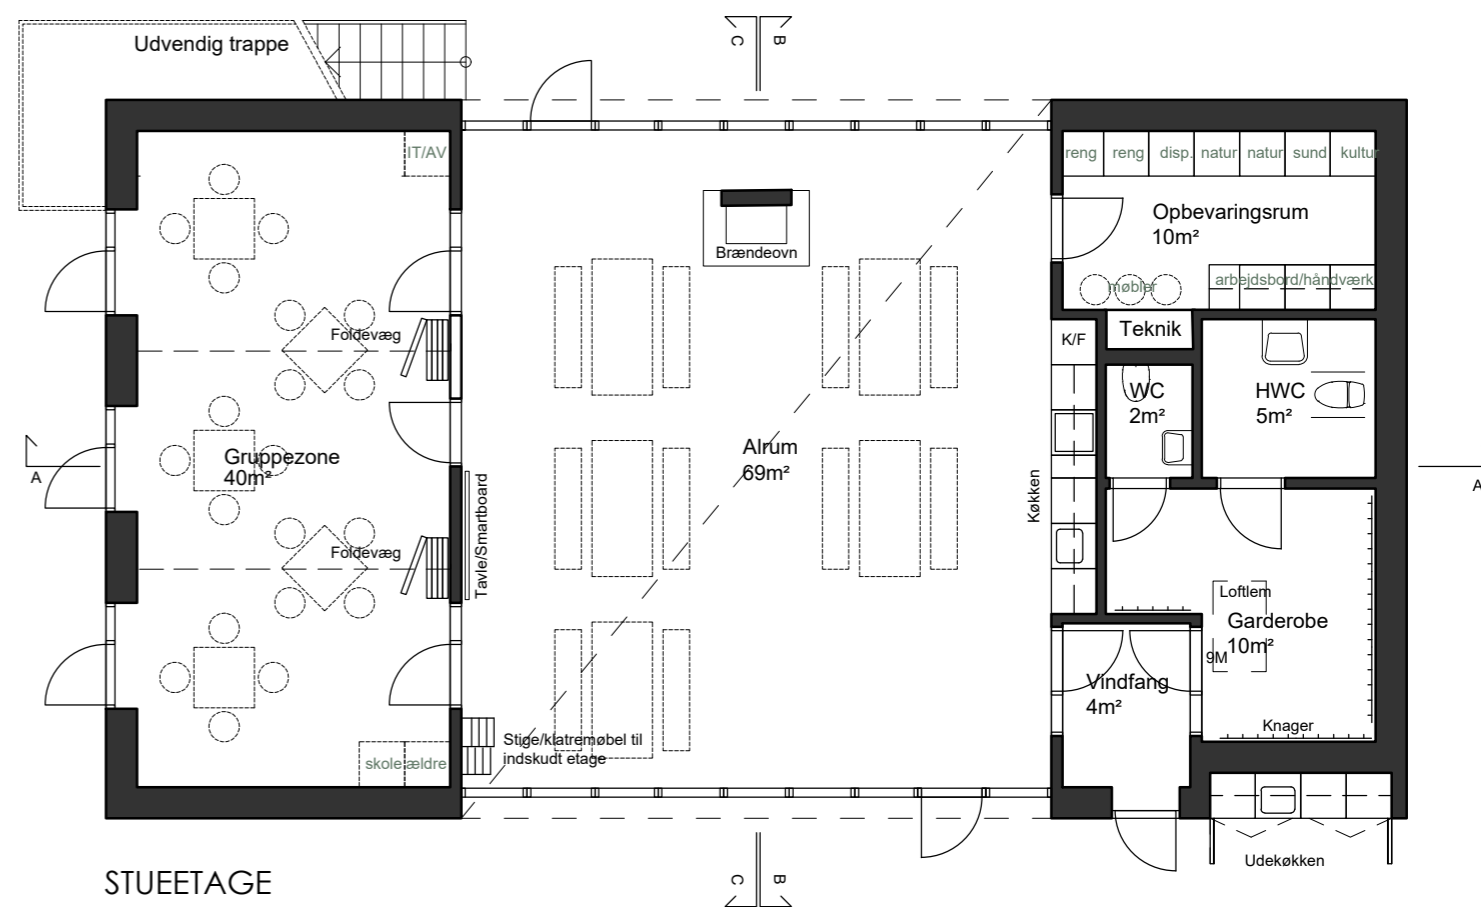 C
B
Udvendig trappe
IT/AV
reng
reng
disp.
natur
natur
sund
kultur
Opbevaringsrum
10m²
Brændeovn
møbler
arbejdsbord/håndværk
Foldevæg
Teknik
K/F
WC
2m²
HWC
5m²
Gruppezone
40m²
Alrum
69m²
A
A
Køkken
Tavle/Smartboard
Foldevæg
Loftlem
Garderobe
10m²
9M
Vindfang
4m²
Knager
Stige/klatremøbel til
indskudt etage
skole
ældre
Udekøkken
STUEETAGE
C
B